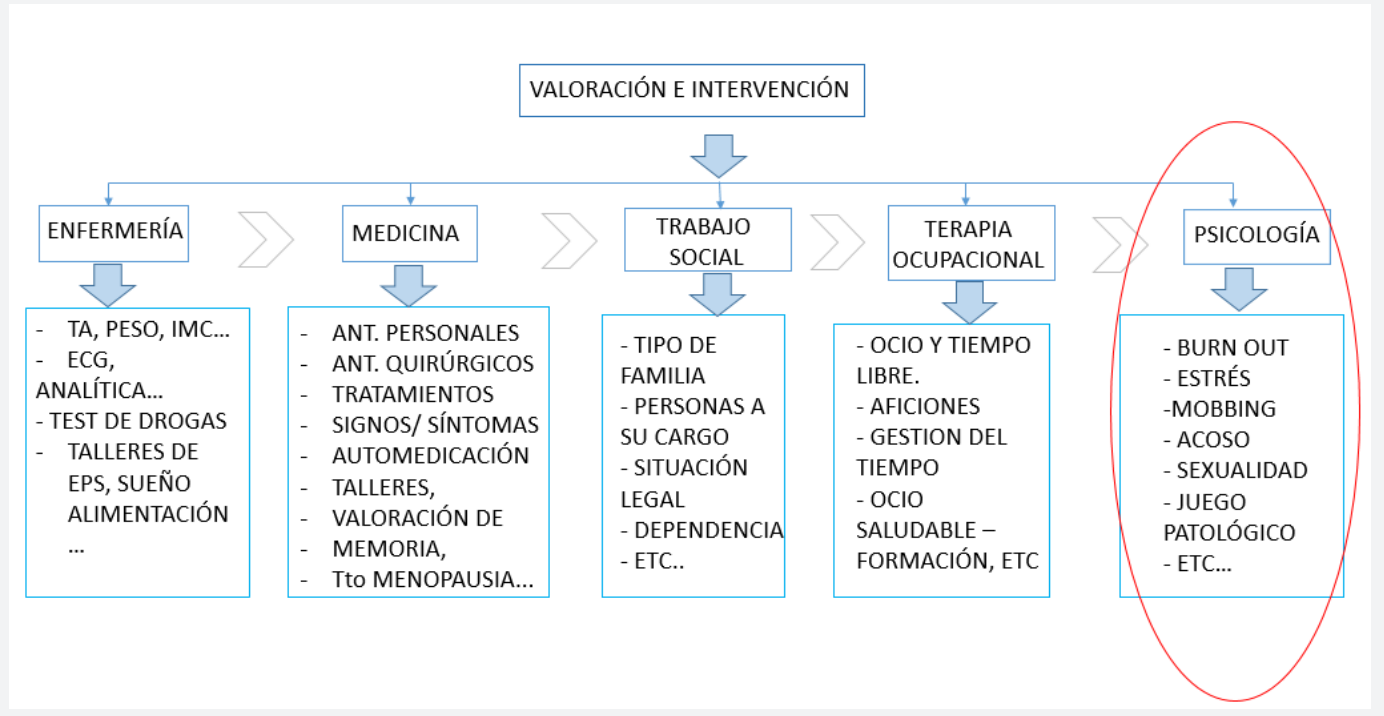 VALORACIÓN E INTERVENCIÓN
ENFERMERÍA
- TA, PESO, IMC...
- ECG,
ANALÍTICA...
- TEST DE DROGAS
- TALLERES DE
EPS, SUEÑO
ALIMENTACIÓN
...
MEDICINA
- ANT. PERSONALES
- ANT. QUIRÚRGICOS
- TRATAMIENTOS
- SIGNOS/ SÍNTOMAS
- AUTOMEDICACIÓN
- TALLERES,
- VALORACIÓN DE
- MEMORIA,
- Tto MENOPAUSIA...
TRABAJO
SOCIAL
- TIPO DE
FAMILIA
- PERSONAS A
SU CARGO
- SITUACIÓN
LEGAL
- DEPENDENCIA
- ETC..
TERAPIA
OCUPACIONAL
- OCIO Y TIEMPO
LIBRE.
- AFICIONES
- GESTION DEL
TIEMPO
- OCIO
SALUDABLE –
FORMACIÓN, ETC
PSICOLOGÍA
- BURN OUT
- ESTRÉS
-MOBBING
- ACOSO
- SEXUALIDAD
- JUEGO
PATOLÓGICO
- ETC...